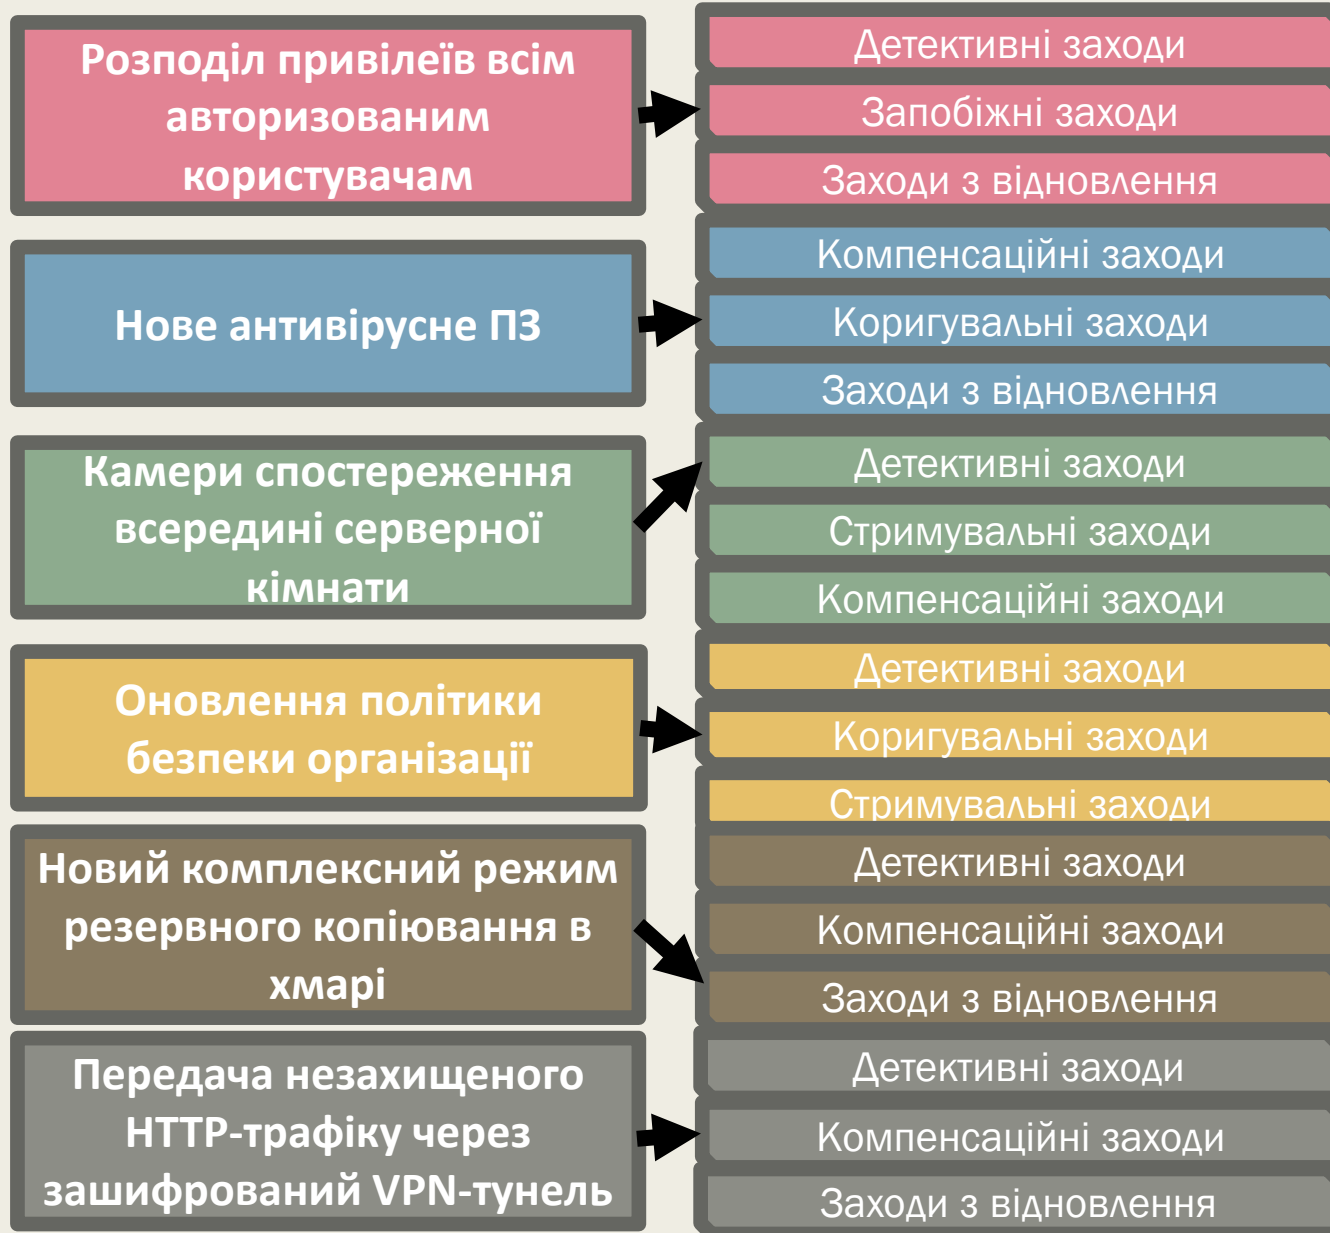 Розподіл привілеїв всім
авторизованим
користувачам
Детективні заходи
Запобіжні заходи
Заходи з відновлення
Нове антивірусне ПЗ
Компенсаційні заходи
Коригувальні заходи
Заходи з відновлення
Камери спостереження
всередині серверної
кімнати
Детективні заходи
Стримувальні заходи
Компенсаційні заходи
Оновлення політики
безпеки організації
Детективні заходи
Коригувальні заходи
Стримувальні заходи
Новий комплексний режим
резервного копіювання в
хмарі
Детективні заходи
Компенсаційні заходи
Заходи з відновлення
Передача незахищеного
HTTP-трафіку через
зашифрований VPN-тунель
Детективні заходи
Компенсаційні заходи
Заходи з відновлення